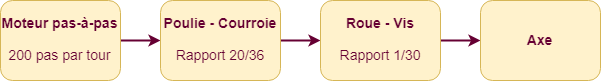 Moteur pas-à-pas
200 pas par tour
Poulie - Courroie
Rapport 20/36
Roue - Vis
Rapport 1/30
Axe